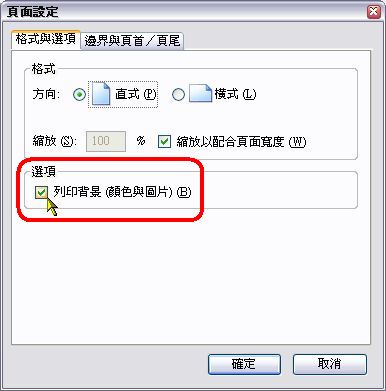 頁面設定
格式與選項 邊界與頁首／頁尾
格式
方向: 直式 (P) 橫式 (L)
縮放 (S): 100 % 縮放以配合頁面寬度 (W)
選項
列印背景 (顏色與圖片) (B)
確定 取消